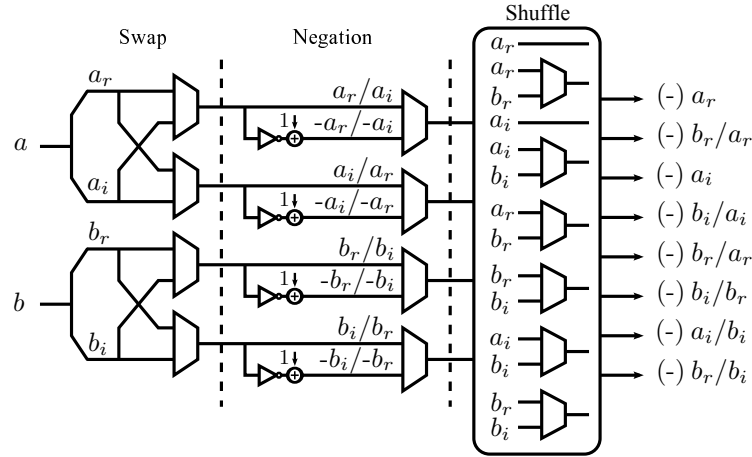 Swap
Negation
Shuffle
a
a_r
a_i
b
b_r
b_i
a_r/a_i
1
-a_r/-a_i
a_i/a_r
1
-a_i/-a_r
b_r/b_i
1
-b_r/-b_i
b_i/b_r
1
-b_i/-b_r
a_r
a_r
b_r
a_i
a_i
b_i
a_r
b_r
b_r
b_i
a_i
b_i
b_r
b_i
(-) a_r
(-) b_r/a_r
(-) a_i
(-) b_i/a_i
(-) b_r/a_r
(-) b_i/b_r
(-) a_i/b_i
(-) b_r/b_i